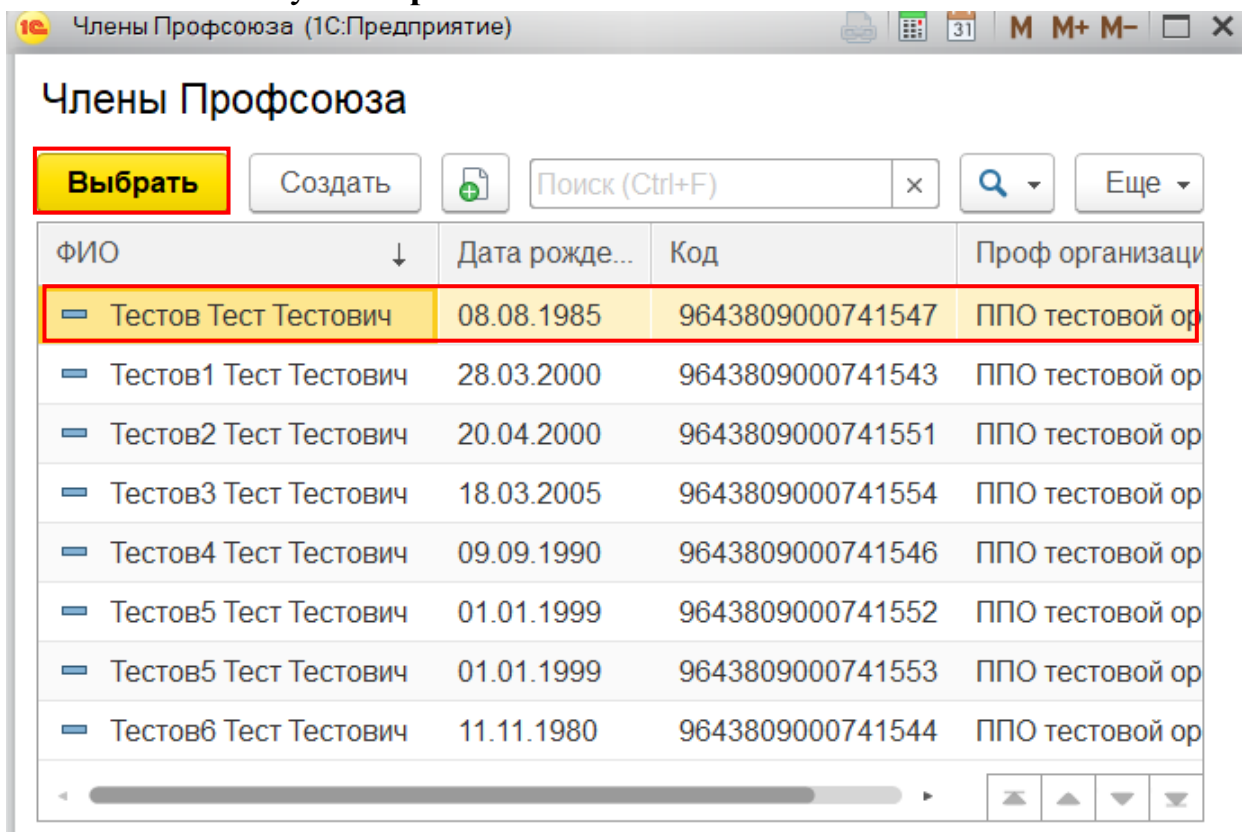 1С Члены Профсоюза (1С:Предприятие) 31 M M+ M-
Члены Профсоюза
Выбрать Создать Поиск (Ctrl+F) × Еще
ФИО ↓ Дата рожде... Код Проф организаци
Тестов Тест Тестович 08.08.1985 9643809000741547 ППО тестовой ор
Тестов1 Тест Тестович 28.03.2000 9643809000741543 ППО тестовой ор
Тестов2 Тест Тестович 20.04.2000 9643809000741551 ППО тестовой ор
Тестов3 Тест Тестович 18.03.2005 9643809000741554 ППО тестовой ор
Тестов4 Тест Тестович 09.09.1990 9643809000741546 ППО тестовой ор
Тестов5 Тест Тестович 01.01.1999 9643809000741552 ППО тестовой ор
Тестов5 Тест Тестович 01.01.1999 9643809000741553 ППО тестовой ор
Тестов6 Тест Тестович 11.11.1980 9643809000741544 ППО тестовой ор